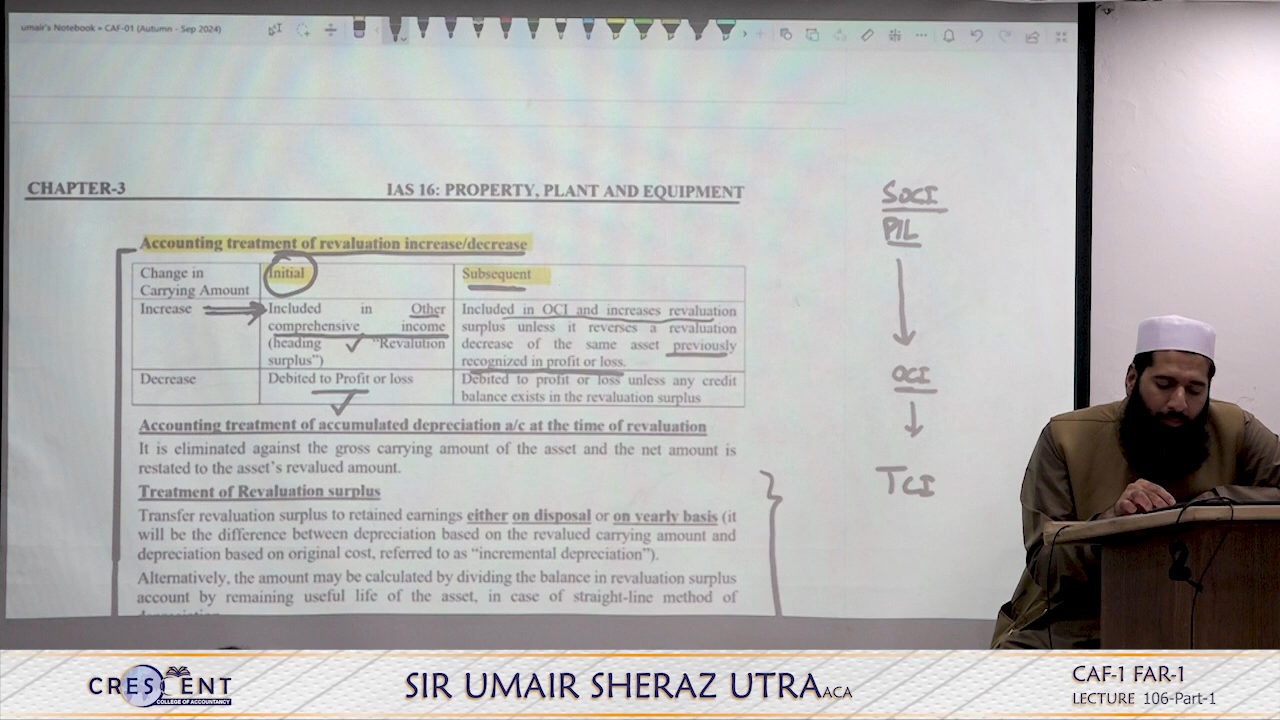 umair's Notebook » CAF-01 (Autumn - Sep 2024)
CHAPTER-3 IAS 16: PROPERTY, PLANT AND EQUIPMENT
Accounting treatment of revaluation increase/decrease
Change in Carrying Amount
Initial
Subsequent
Increase
Included in Other
comprehensive income
(heading "Revalution
surplus")
Included in OCI and increases revaluation
surplus unless it reverses a revaluation
decrease of the same asset previously
recognized in profit or loss.
Decrease
Debited to Profit or loss
Debited to profit or loss unless any credit
balance exists in the revaluation surplus
Accounting treatment of accumulated depreciation a/c at the time of revaluation
It is eliminated against the gross carrying amount of the asset and the net amount is
restated to the asset's revalued amount.
Treatment of Revaluation surplus
Transfer revaluation surplus to retained earnings either on disposal or on yearly basis (it
will be the difference between depreciation based on the revalued carrying amount and
depreciation based on original cost, referred to as "incremental depreciation").
Alternatively, the amount may be calculated by dividing the balance in revaluation surplus
account by remaining useful life of the asset, in case of straight-line method of
SOCI
P/L
OCI
TCI
CRESCENT
COLLEGE OF ACCOUNTANCY
SIR UMAIR SHERAZ UTRA ACA
CAF-1 FAR-1
LECTURE 106-Part-1